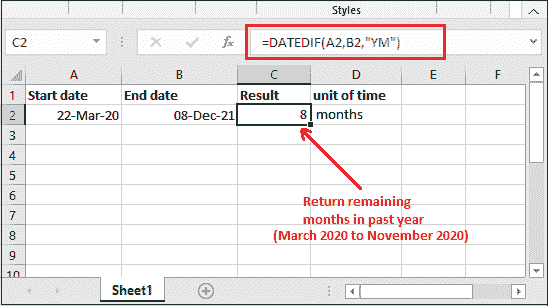 Styles
C2
fx
=DATEDIF(A2,B2,"YM")
A B C D E F
1 Start date End date Result unit of time
2 22-Mar-20 08-Dec-21 8 months
3
4
5
6
7 Return remaining
8 months in past year
(March 2020 to November 2020)
9
10
Sheet1